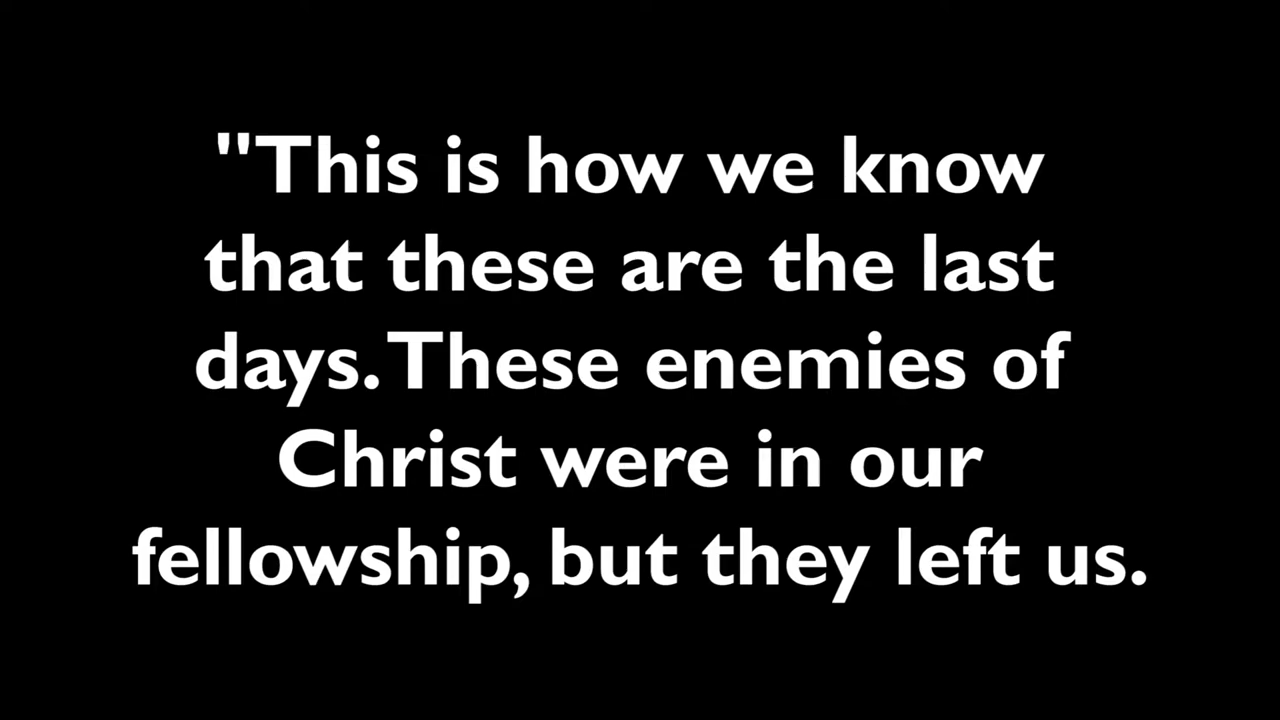 "This is how we know
that these are the last
days. These enemies of
Christ were in our
fellowship, but they left us.